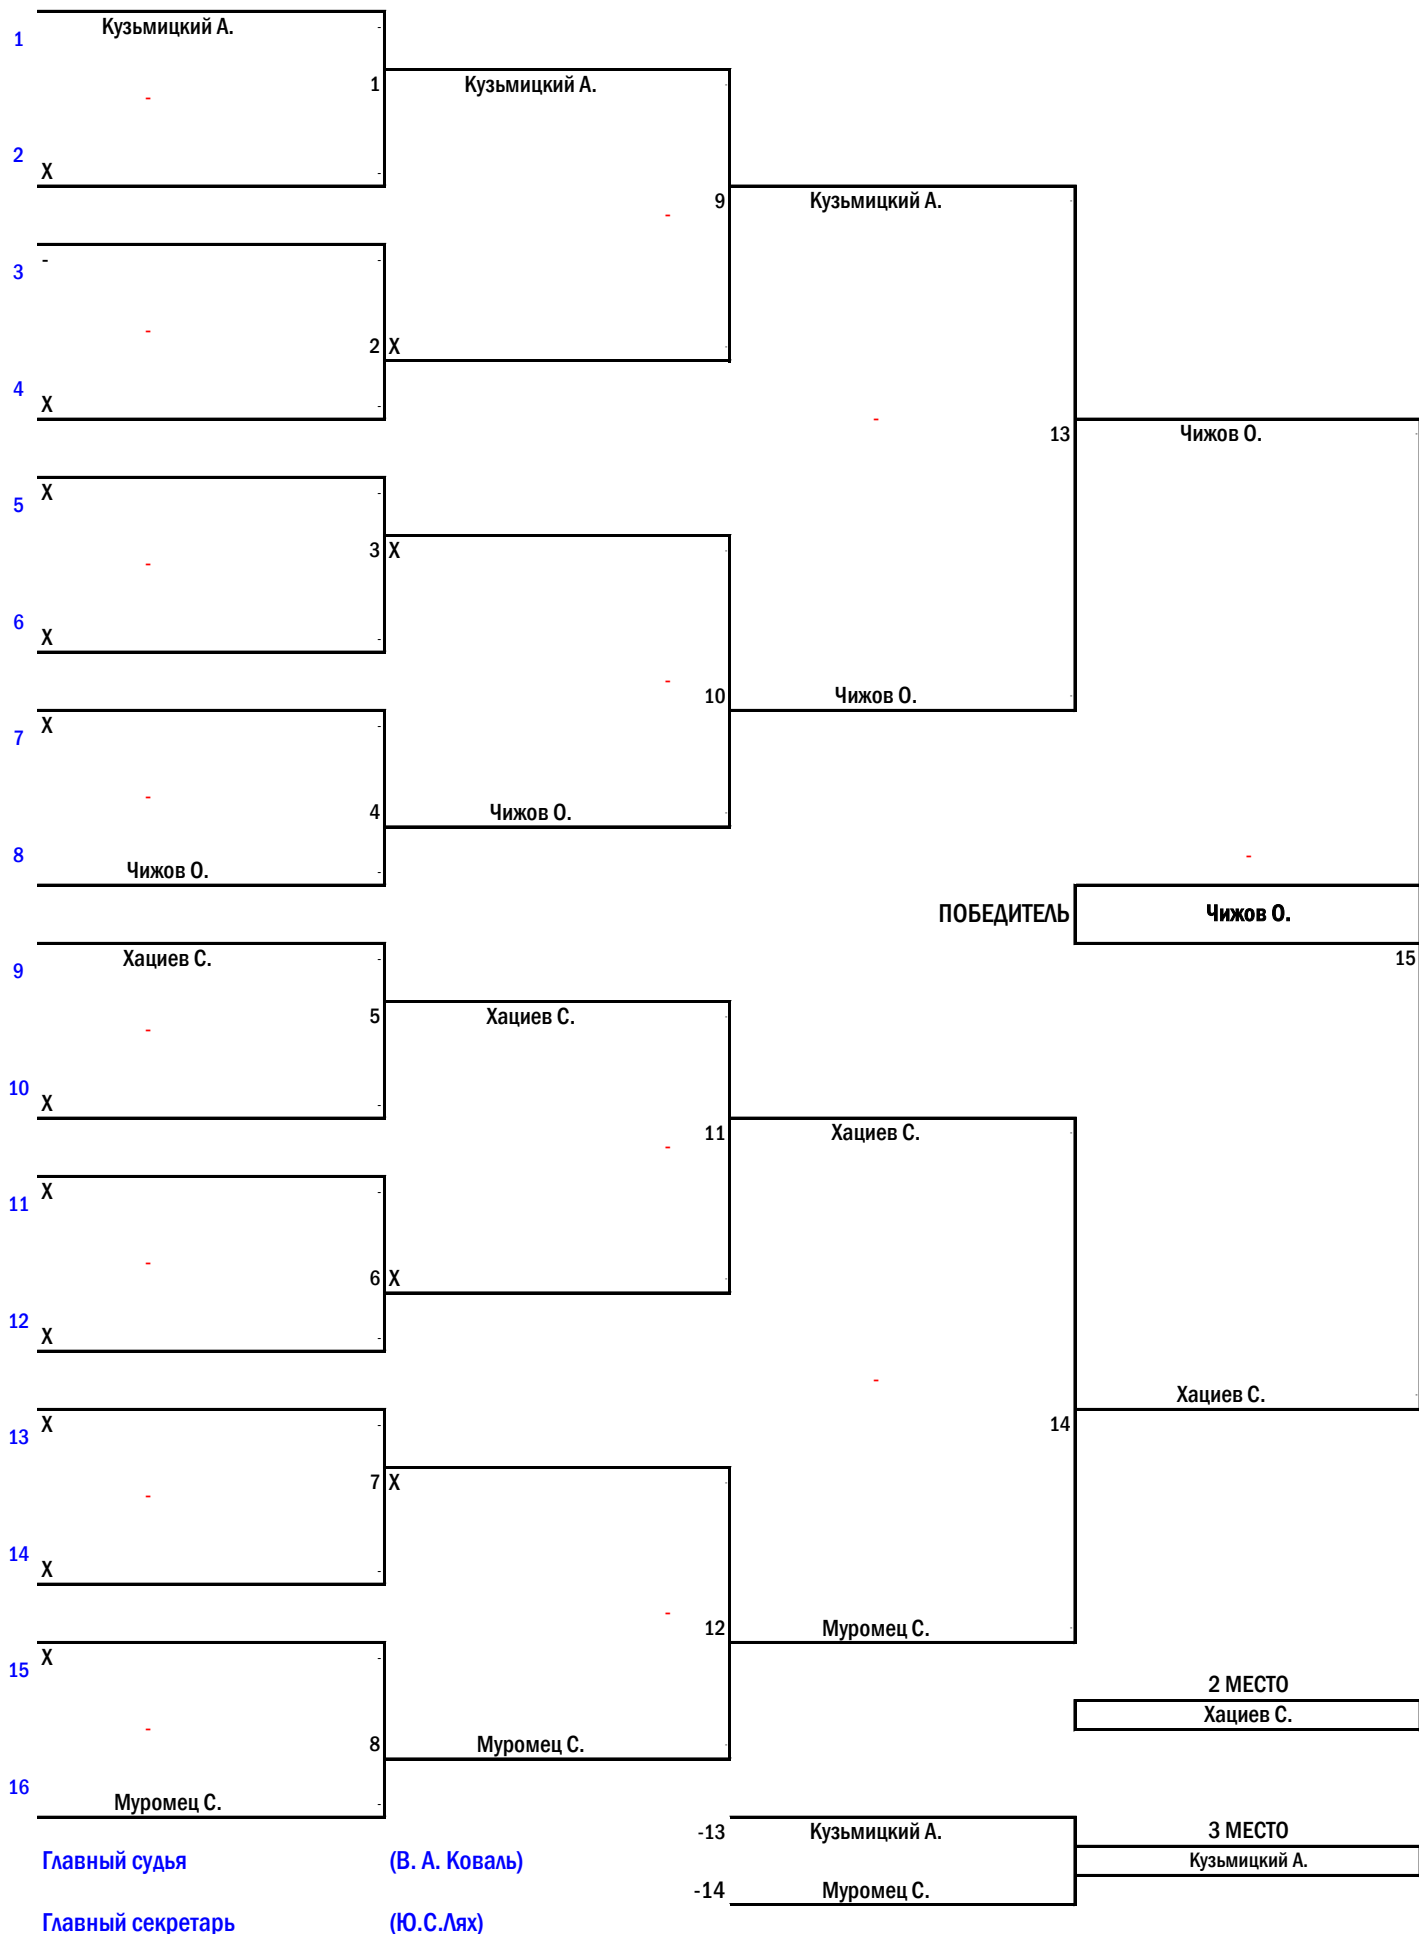 Кузьмицкий А.
1
1
Кузьмицкий А.
-
2
X
9
Кузьмицкий А.
-
3
-
-
2
X
4
X
-
13
Чижов О.
5
X
3
X
-
6
X
-
10
Чижов О.
7
X
-
4
Чижов О.
8
Чижов О.
-
ПОБЕДИТЕЛЬ
Чижов О.
15
9
Хациев С.
5
Хациев С.
-
10
X
11
Хациев С.
-
11
X
-
6
X
12
X
-
Хациев С.
14
13
X
7
X
-
14
X
-
12
Муромец С.
15
X
2 МЕСТО
Хациев С.
-
8
Муромец С.
16
Муромец С.
-13
Кузьмицкий А.
3 МЕСТО
Кузьмицкий А.
-14
Муромец С.
Главный судья
(В. А. Коваль)
Главный секретарь
(Ю.С.Лях)